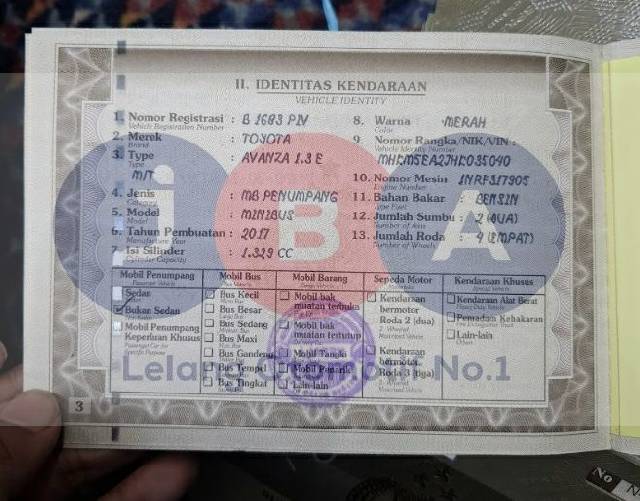 II. IDENTITAS KENDARAAN
VEHICLE IDENTITY
1. Nomor Registrasi : B 1683 PIV
Vehicle Registration Number
2. Merek : TOYOTA
Brand
3. Type : AVANZA 1.3 E
Type
M/T
4. Jenis : MB PENUMPANG
Category
5. Model : MINIBUS
Model
6. Tahun Pembuatan : 2017
Manufacture Year
7. Isi Silinder : 1.329 CC
Cylinder Capacity
8. Warna : MERAH
Color
9 Nomor Rangka/NIK/VIN :
Vehicle Identity Number
MHKM5EA2JHK035040
10. Nomor Mesin 1NRF317905
Engine Number
11. Bahan Bakar : BENSIN
Type Fuel
12. Jumlah Sumbu : 2 (DUA)
Number of Axis
13. Jumlah Roda : 4 (EMPAT)
Number of Wheels
Mobil Penumpang
Sedan
Bukan Sedan
Mobil Penumpang
Keperluan Khusus
Mobil Bus
Bus Kecil
Bus Besar
Bus Sedang
Bus Maxi
Bus Gandeng
Bus Tempel
Bus Tingkat
Mobil Barang
Mobil bak
muatan terbuka
Mobil bak
muatan tertutup
Mobil Tangki
Mobil Penarik
Lain-lain
Sepeda Motor
Kendaraan
bermotor
Roda 2 (dua)
Kendaraan
bermotor
Roda 3 (tiga)
Kendaraan Khusus
Kendaraan Alat Berat
Pemadam Kebakaran
Lain-lain
iBA
No.1
3
No